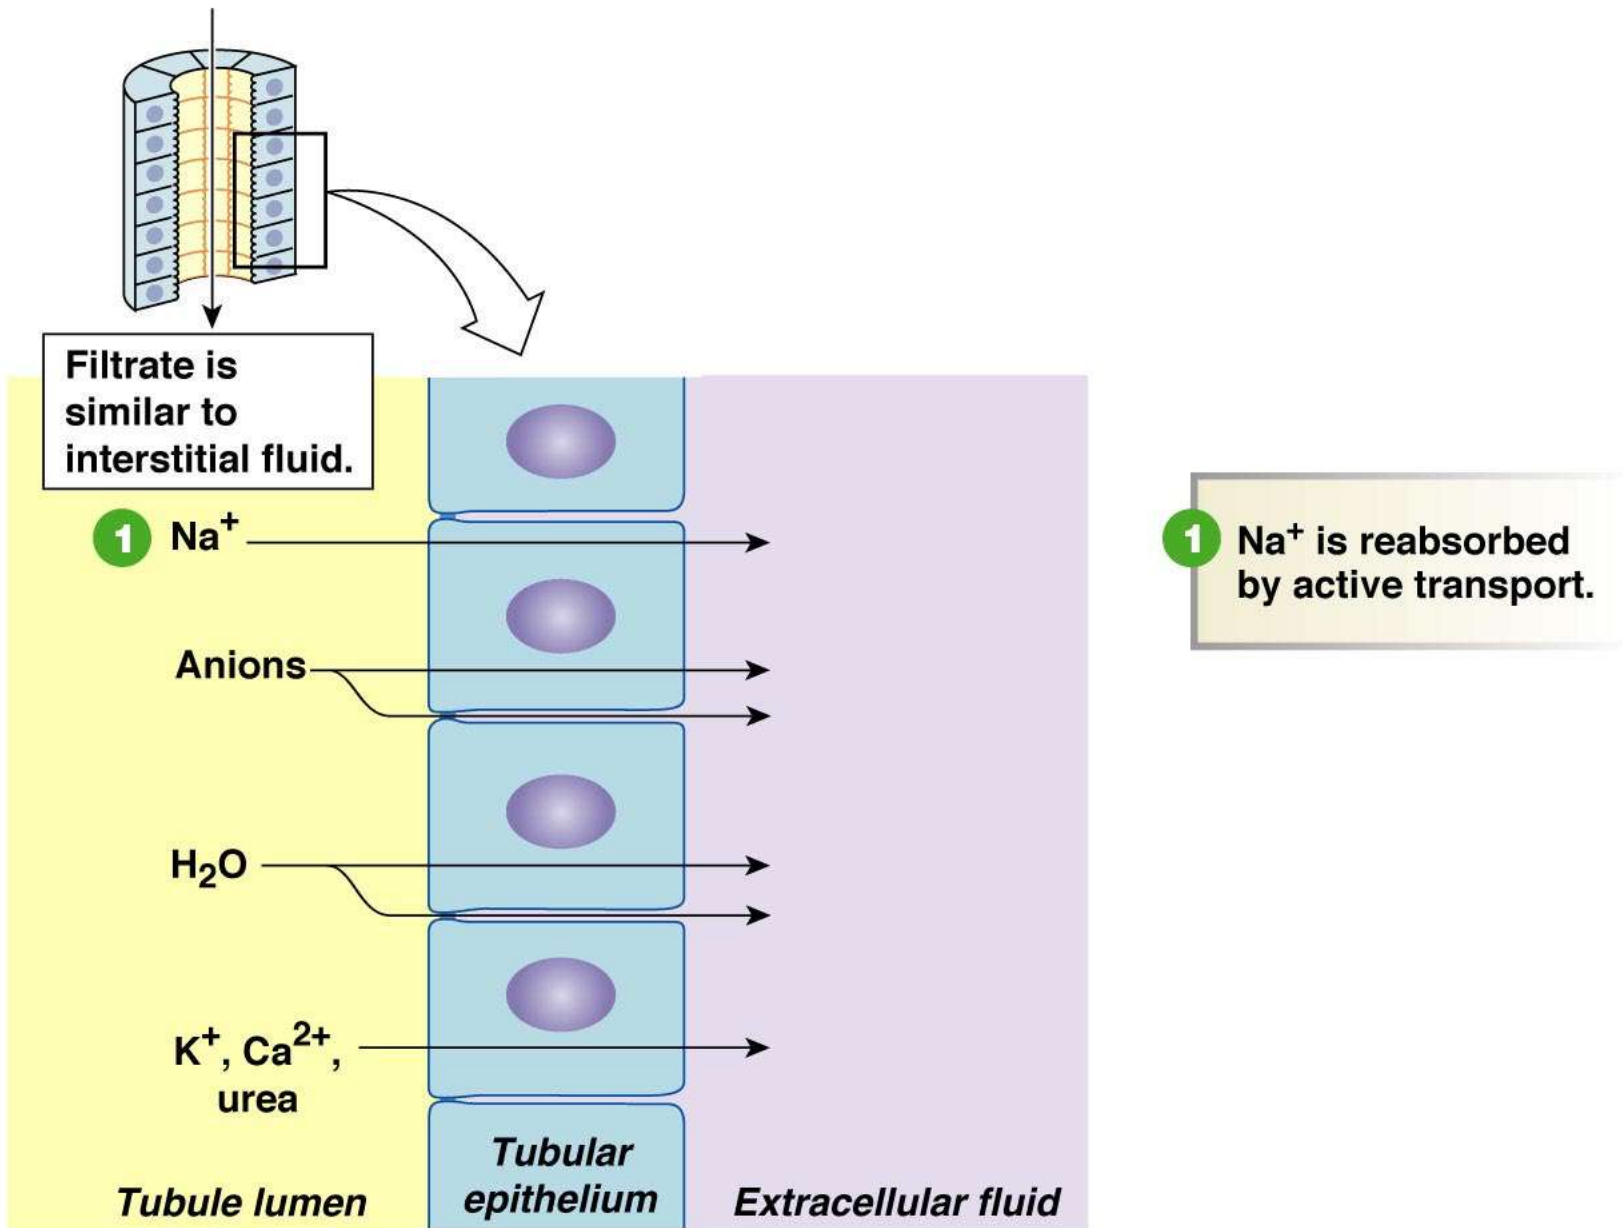 Filtrate is
similar to
interstitial fluid.
1 Na⁺
Anions
H₂O
K⁺, Ca²⁺,
urea
Tubule lumen
Tubular
epithelium
Extracellular fluid
1 Na⁺ is reabsorbed
by active transport.